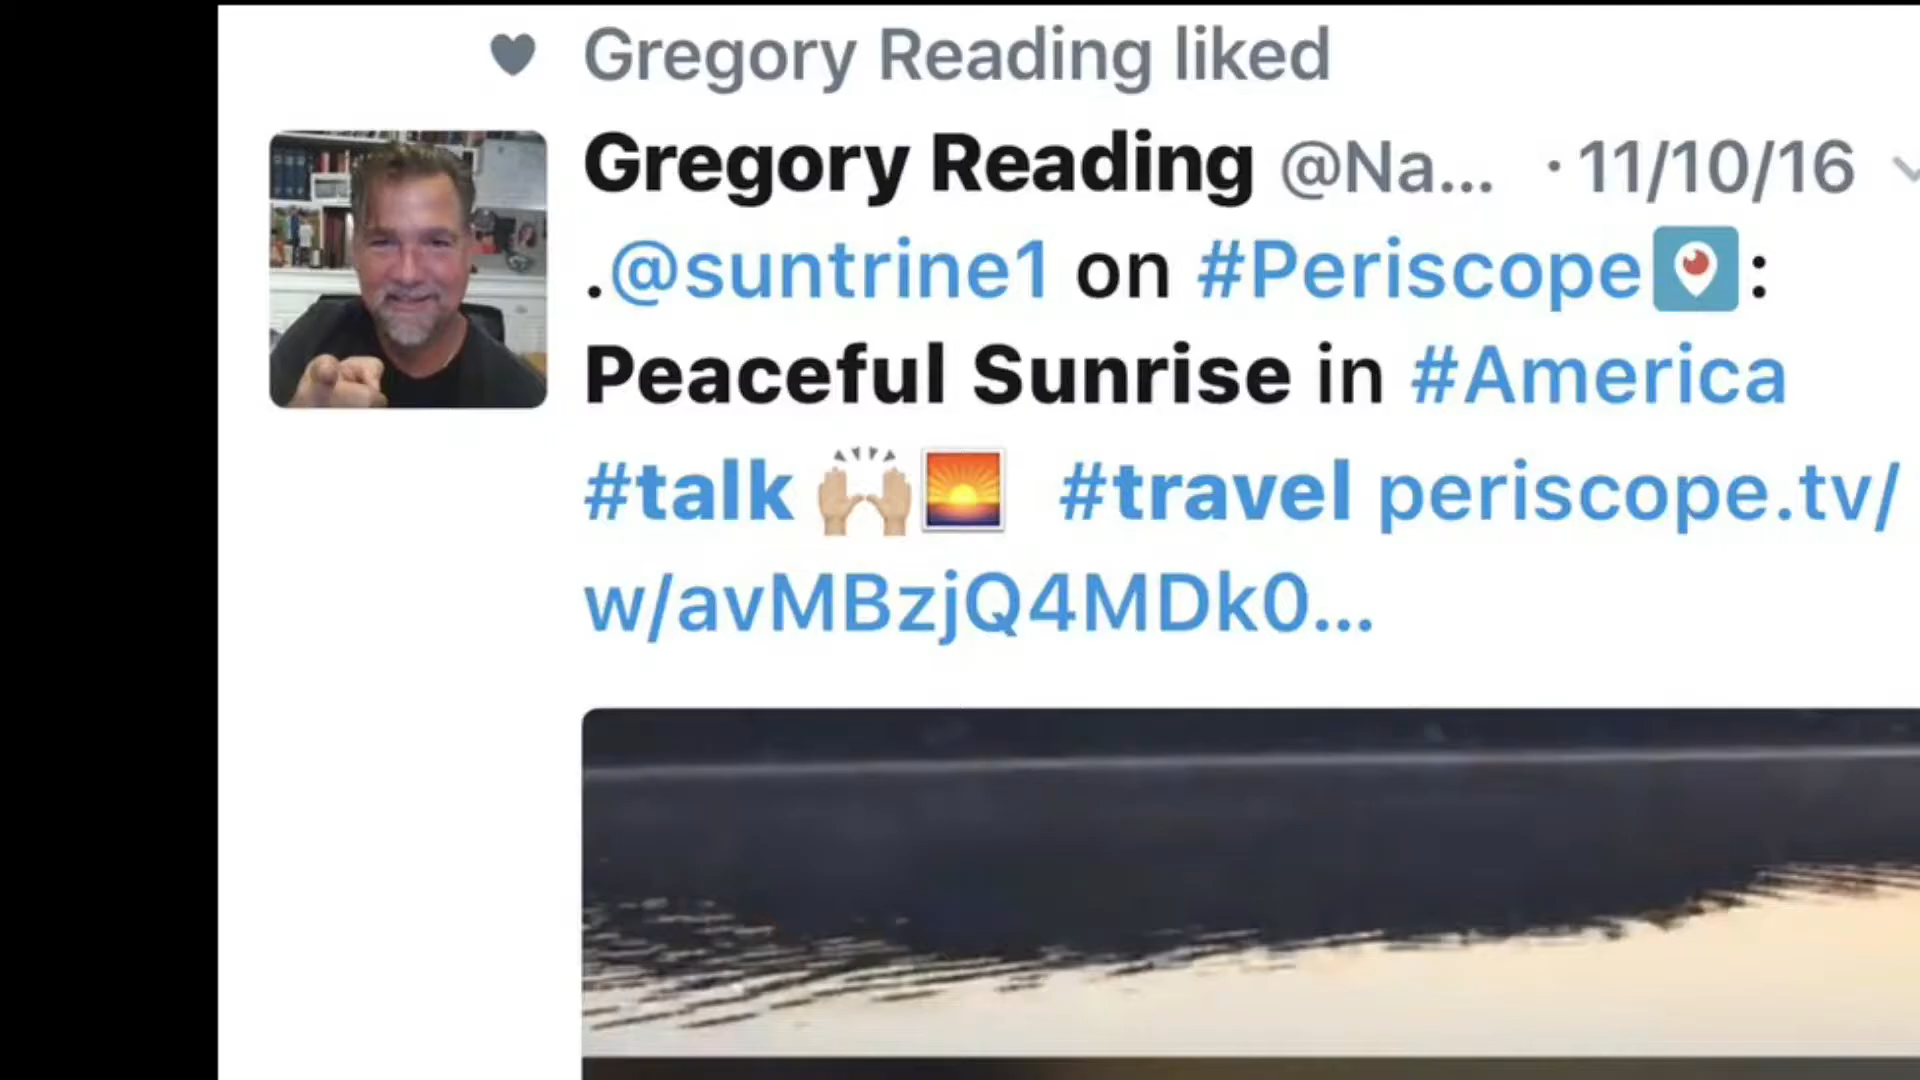 Gregory Reading liked
Gregory Reading @Na... · 11/10/16
.@suntrine1 on #Periscope:
Peaceful Sunrise in #America
#talk 🙌🏼🌅 #travel periscope.tv/
w/avMBzjQ4MDk0...